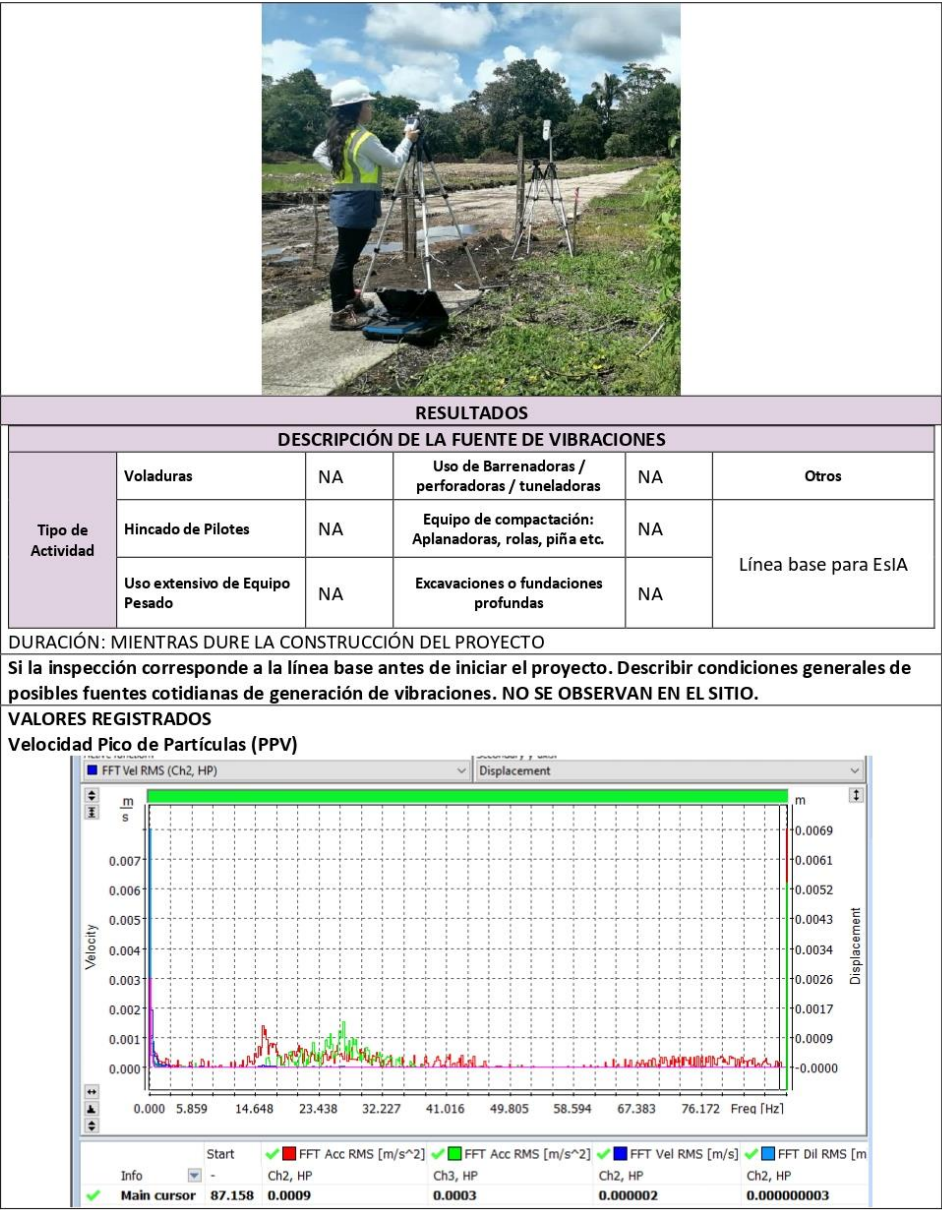 RESULTADOS
DESCRIPCIÓN DE LA FUENTE DE VIBRACIONES
Tipo de Actividad
Voladuras NA Uso de Barrenadoras / perforadoras / tuneladoras NA Otros
Hincado de Pilotes NA Equipo de compactación: Aplanadoras, rolas, piña etc. NA Línea base para EsIA
Uso extensivo de Equipo Pesado NA Excavaciones o fundaciones profundas NA
DURACIÓN: MIENTRAS DURE LA CONSTRUCCIÓN DEL PROYECTO
Si la inspección corresponde a la línea base antes de iniciar el proyecto. Describir condiciones generales de
posibles fuentes cotidianas de generación de vibraciones. NO SE OBSERVAN EN EL SITIO.
VALORES REGISTRADOS
Velocidad Pico de Partículas (PPV)
FFT Vel RMS (Ch2, HP) Displacement
m
s
m
0.0069
0.007 0.0061
0.006 0.0052
0.005 0.0043
0.004 0.0034
0.003 0.0026
0.002 0.0017
0.001 0.0009
0.000 -0.0000
Velocity
Displacement
0.000 5.859 14.648 23.438 32.227 41.016 49.805 58.594 67.383 76.172 Freq [Hz]
Start FFT Acc RMS [m/s^2] FFT Acc RMS [m/s^2] FFT Vel RMS [m/s] FFT Dil RMS [m
Info - Ch2, HP Ch3, HP Ch2, HP Ch2, HP
Main cursor 87.158 0.0009 0.0003 0.000002 0.000000003